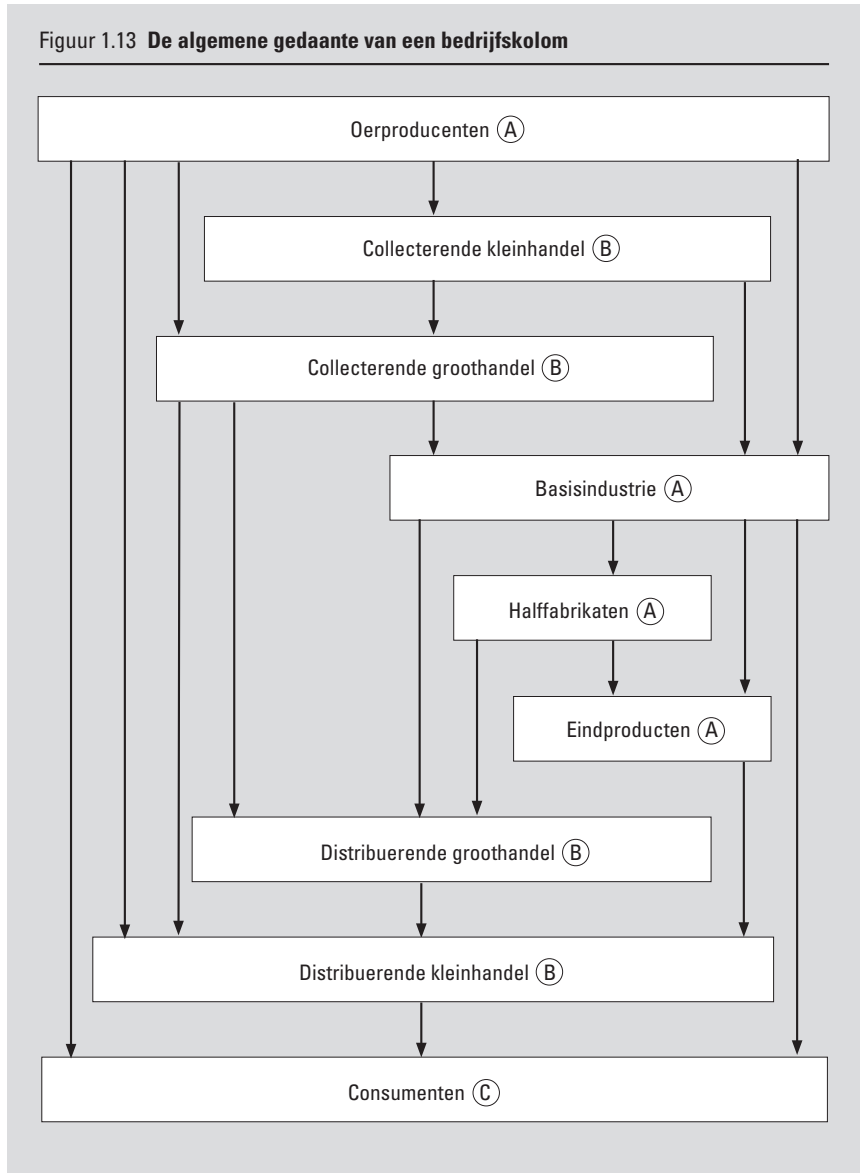 Figuur 1.13 De algemene gedaante van een bedrijfskolom
Oerproducenten Ⓐ
Collecterende kleinhandel Ⓑ
Collecterende groothandel Ⓑ
Basisindustrie Ⓐ
Halffabrikaten Ⓐ
Eindproducten Ⓐ
Distribuerende groothandel Ⓑ
Distribuerende kleinhandel Ⓑ
Consumenten Ⓒ